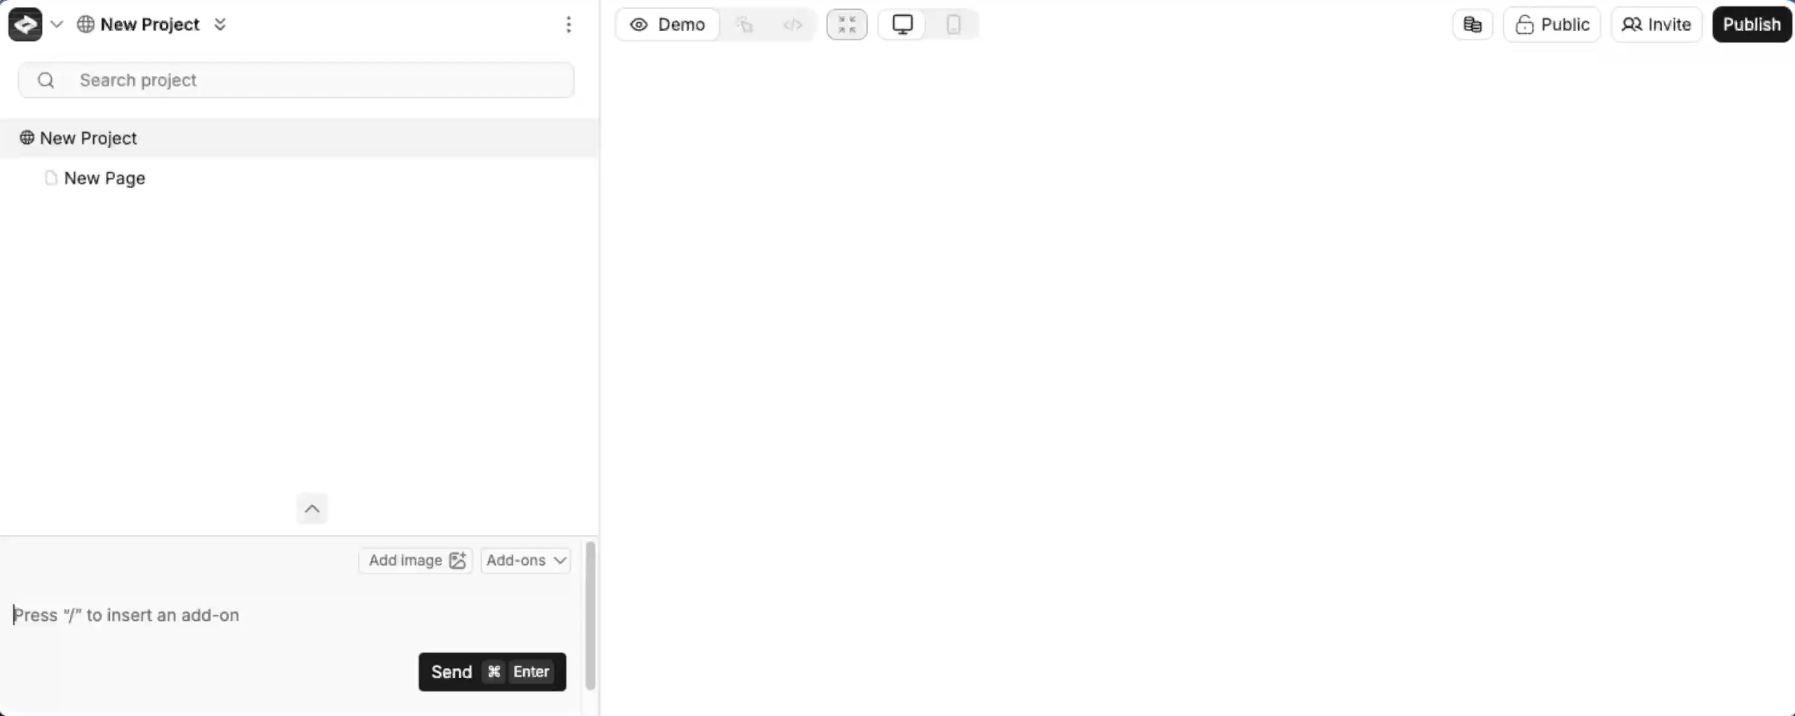 New Project
Demo
Public
Invite
Publish
Search project
New Project
New Page
Add image
Add-ons
Press “/” to insert an add-on
Send ⌘ Enter